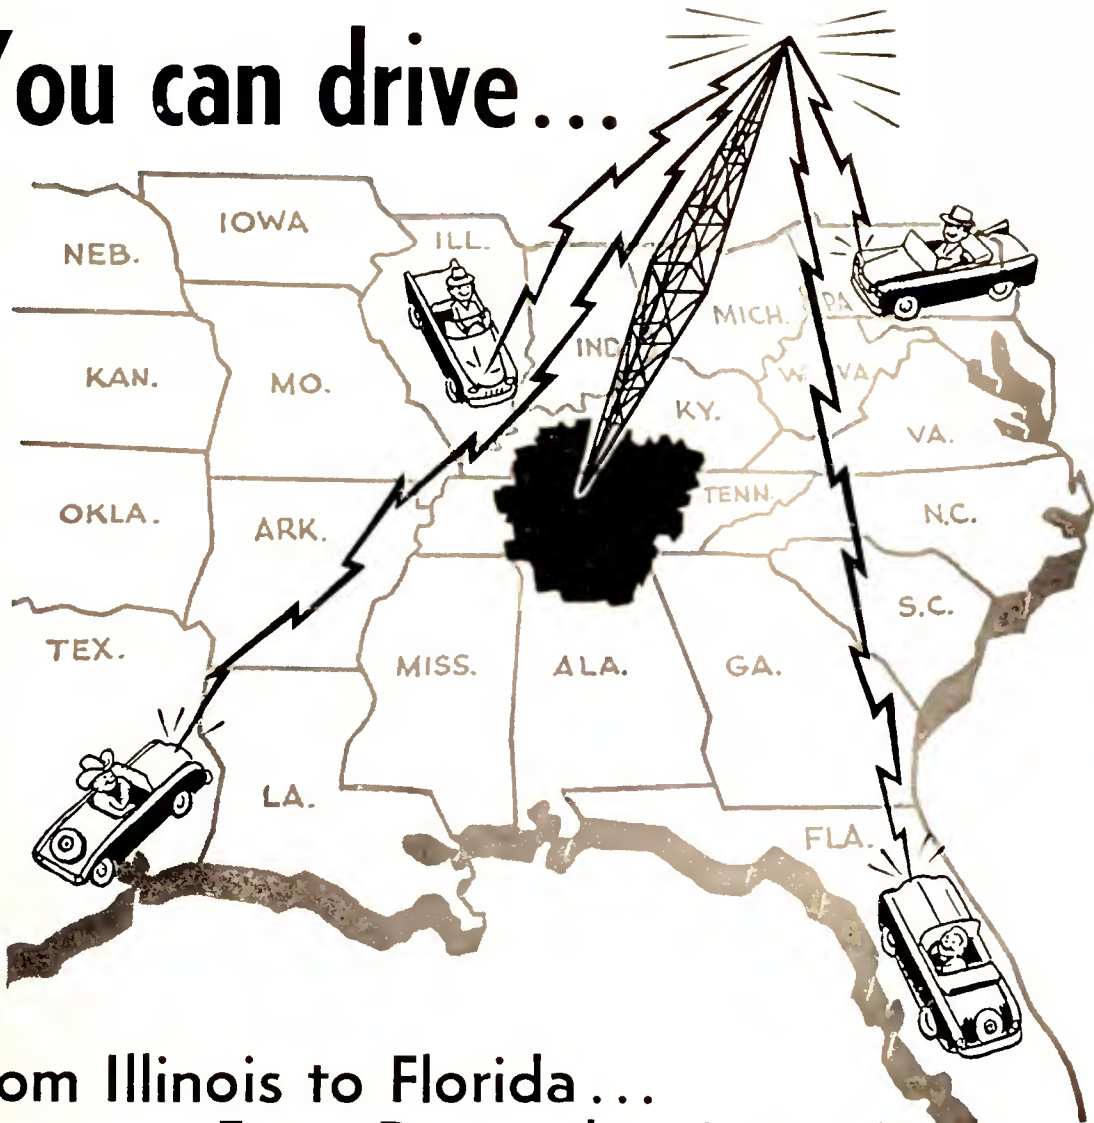 You can drive...
IOWA
NEB.
ILL.
MICH.
PA
IND
KAN.
MO.
W. VA.
KY.
VA.
OKLA.
ARK.
TENN.
N.C.
TEX.
MISS.
ALA.
GA.
S.C.
LA.
FLA.
om Illinois to Florida...